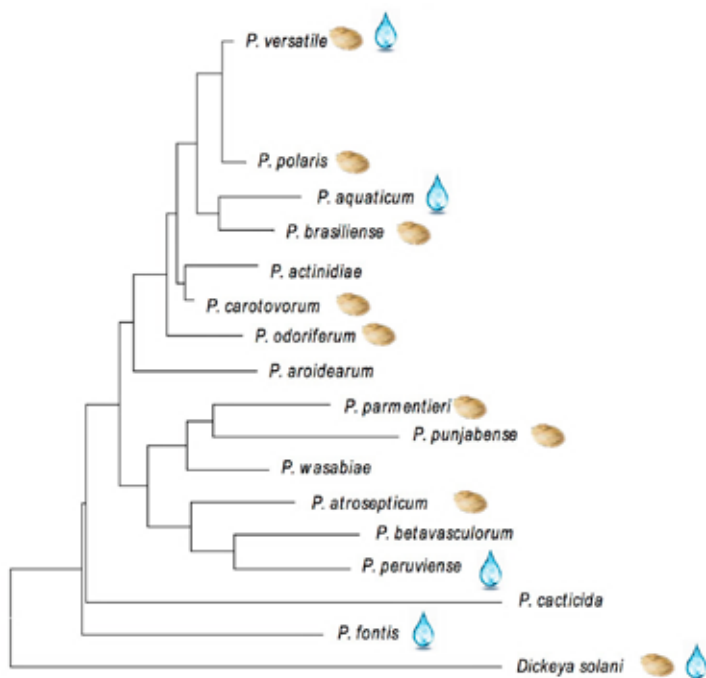 P. versatile
P. polaris
P. aquaticum
P. brasiliense
P. actinidiae
P. carotovorum
P. odoriferum
P. aroidearum
P. parmentieri
P. punjabense
P. wasabiae
P. atrosepticum
P. betavasculorum
P. peruviense
P. cacticida
P. fontis
Dickeya solani